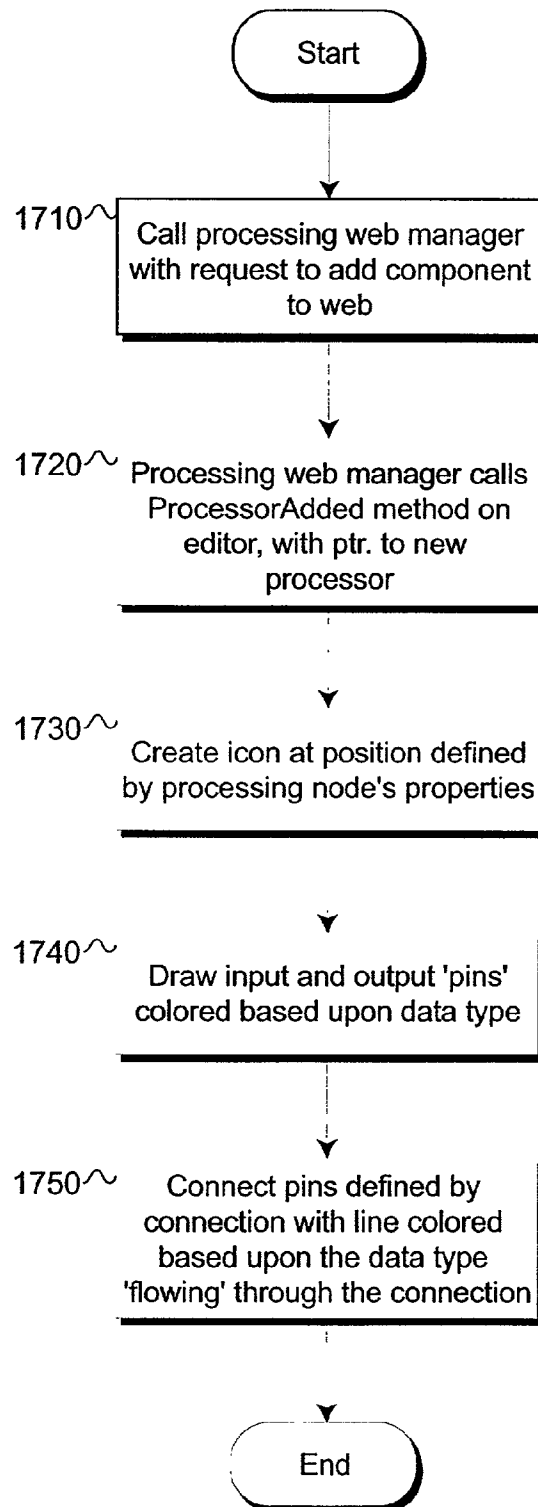 Start
1710
Call processing web manager
with request to add component
to web
1720
Processing web manager calls
ProcessorAdded method on
editor, with ptr. to new
processor
1730
Create icon at position defined
by processing node's properties
1740
Draw input and output 'pins'
colored based upon data type
1750
Connect pins defined by
connection with line colored
based upon the data type
'flowing' through the connection
End